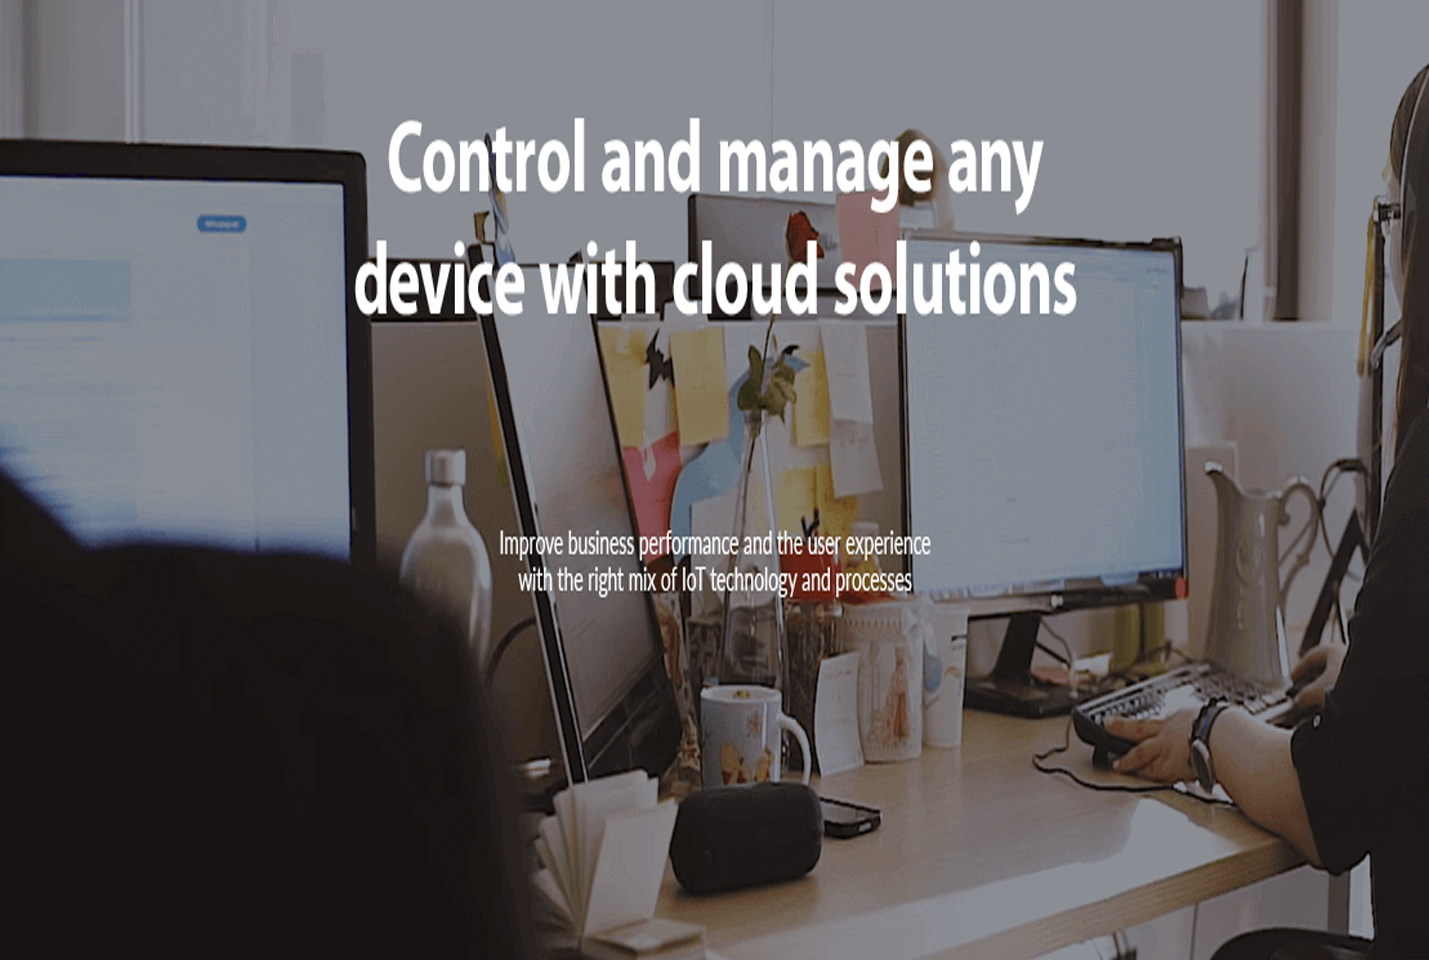 Control and manage any
device with cloud solutions
Improve business performance and the user experience
with the right mix of IoT technology and processes